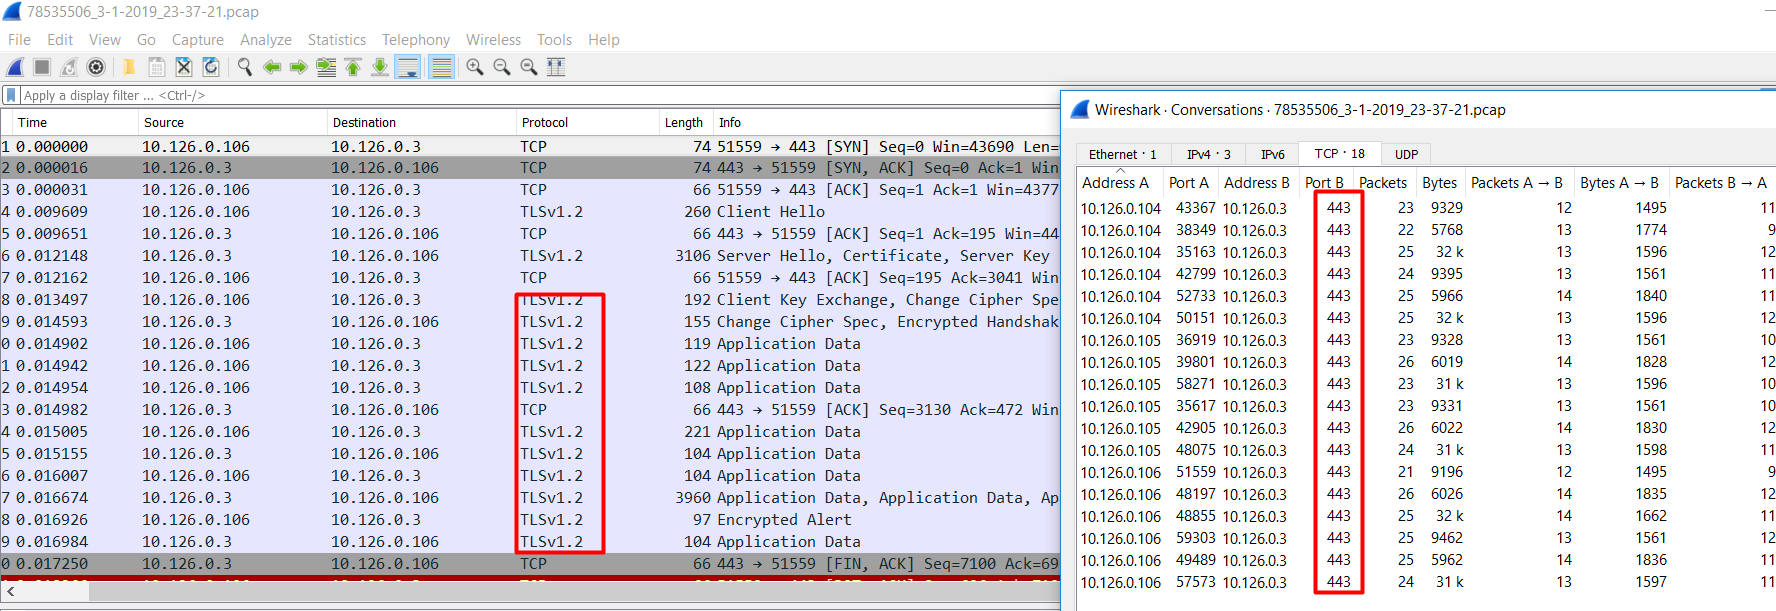 78535506_3-1-2019_23-37-21.pcap
File Edit View Go Capture Analyze Statistics Telephony Wireless Tools Help
Apply a display filter ... <Ctrl-/>
Time Source Destination Protocol Length Info
1 0.000000 10.126.0.106 10.126.0.3 TCP 74 51559 → 443 [SYN] Seq=0 Win=43690 Len=
2 0.000016 10.126.0.3 10.126.0.106 TCP 74 443 → 51559 [SYN, ACK] Seq=0 Ack=1 Win
3 0.000031 10.126.0.106 10.126.0.3 TCP 66 51559 → 443 [ACK] Seq=1 Ack=1 Win=4377
4 0.009609 10.126.0.106 10.126.0.3 TLSv1.2 260 Client Hello
5 0.009651 10.126.0.3 10.126.0.106 TCP 66 443 → 51559 [ACK] Seq=1 Ack=195 Win=44
6 0.012148 10.126.0.3 10.126.0.106 TLSv1.2 3106 Server Hello, Certificate, Server Key
7 0.012162 10.126.0.106 10.126.0.3 TCP 66 51559 → 443 [ACK] Seq=195 Ack=3041 Win
8 0.013497 10.126.0.106 10.126.0.3 TLSv1.2 192 Client Key Exchange, Change Cipher Spe
9 0.014593 10.126.0.3 10.126.0.106 TLSv1.2 155 Change Cipher Spec, Encrypted Handshak
0 0.014902 10.126.0.106 10.126.0.3 TLSv1.2 119 Application Data
1 0.014942 10.126.0.106 10.126.0.3 TLSv1.2 122 Application Data
2 0.014954 10.126.0.106 10.126.0.3 TLSv1.2 108 Application Data
3 0.014982 10.126.0.3 10.126.0.106 TCP 66 443 → 51559 [ACK] Seq=3130 Ack=472 Win
4 0.015005 10.126.0.106 10.126.0.3 TLSv1.2 221 Application Data
5 0.015155 10.126.0.3 10.126.0.106 TLSv1.2 104 Application Data
6 0.016007 10.126.0.106 10.126.0.3 TLSv1.2 104 Application Data
7 0.016674 10.126.0.3 10.126.0.106 TLSv1.2 3960 Application Data, Application Data, Ap
8 0.016926 10.126.0.106 10.126.0.3 TLSv1.2 97 Encrypted Alert
9 0.016984 10.126.0.3 10.126.0.106 TLSv1.2 104 Application Data
0 0.017250 10.126.0.3 10.126.0.106 TCP 66 443 → 51559 [FIN, ACK] Seq=7100 Ack=69
Wireshark · Conversations · 78535506_3-1-2019_23-37-21.pcap
Ethernet · 1 IPv4 · 3 IPv6 TCP · 18 UDP
Address A Port A Address B Port B Packets Bytes Packets A → B Bytes A → B Packets B → A
10.126.0.104 43367 10.126.0.3 443 23 9329 12 1495 11
10.126.0.104 38349 10.126.0.3 443 22 5768 13 1774 9
10.126.0.104 35163 10.126.0.3 443 25 32 k 13 1596 12
10.126.0.104 42799 10.126.0.3 443 24 9395 13 1561 11
10.126.0.104 52733 10.126.0.3 443 25 5966 14 1840 11
10.126.0.104 50151 10.126.0.3 443 25 32 k 13 1596 12
10.126.0.105 36919 10.126.0.3 443 23 9328 13 1561 10
10.126.0.105 39801 10.126.0.3 443 26 6019 14 1828 12
10.126.0.105 58271 10.126.0.3 443 23 31 k 13 1596 10
10.126.0.105 35617 10.126.0.3 443 23 9331 13 1561 10
10.126.0.105 42905 10.126.0.3 443 26 6022 14 1830 12
10.126.0.105 48075 10.126.0.3 443 24 31 k 13 1598 11
10.126.0.106 51559 10.126.0.3 443 21 9196 12 1495 9
10.126.0.106 48197 10.126.0.3 443 26 6026 14 1835 12
10.126.0.106 48855 10.126.0.3 443 25 32 k 14 1662 11
10.126.0.106 59303 10.126.0.3 443 25 9462 13 1561 12
10.126.0.106 49489 10.126.0.3 443 25 5962 14 1836 11
10.126.0.106 57573 10.126.0.3 443 24 31 k 13 1597 11